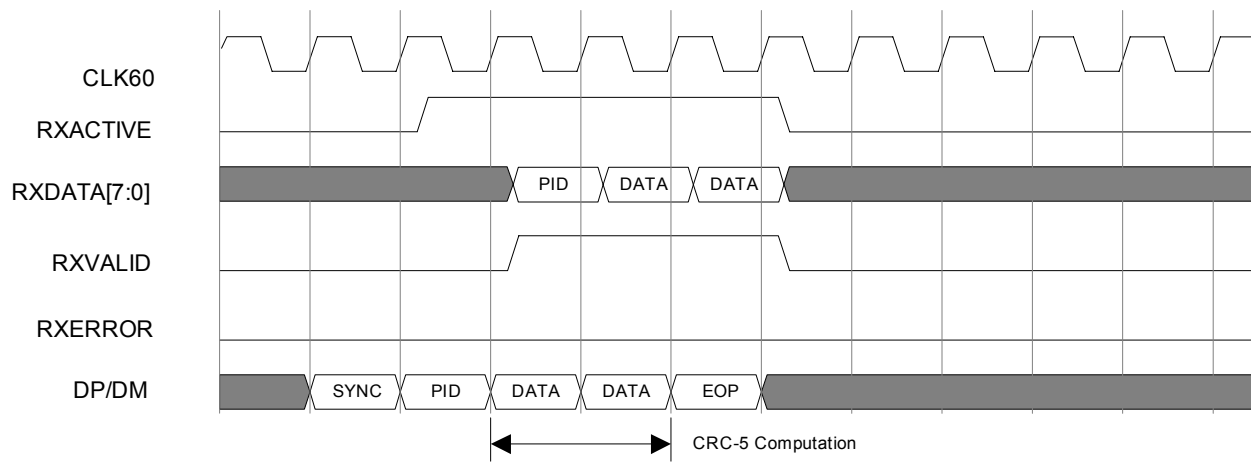 CLK60
RXACTIVE
RXDATA[7:0] PID DATA DATA
RXVALID
RXERROR
DP/DM SYNC PID DATA DATA EOP
CRC-5 Computation